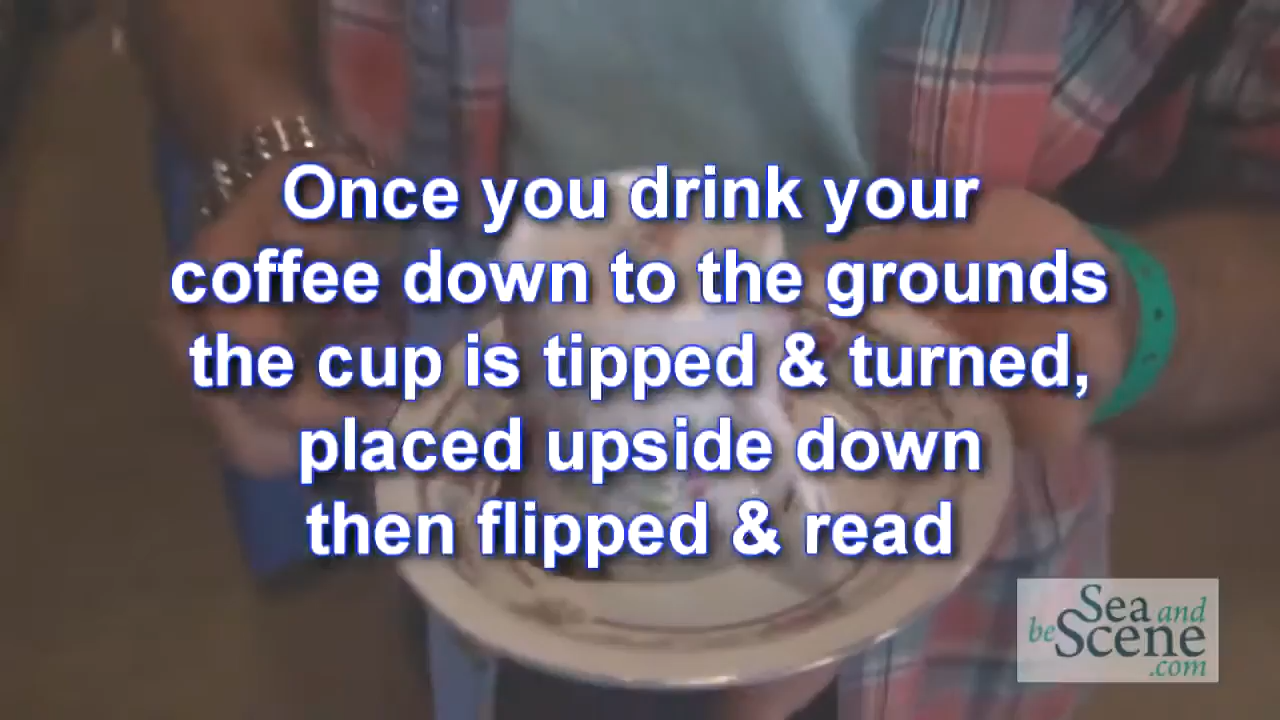 Once you drink your
coffee down to the grounds
the cup is tipped & turned,
placed upside down
then flipped & read
Sea and
be Scene
.com